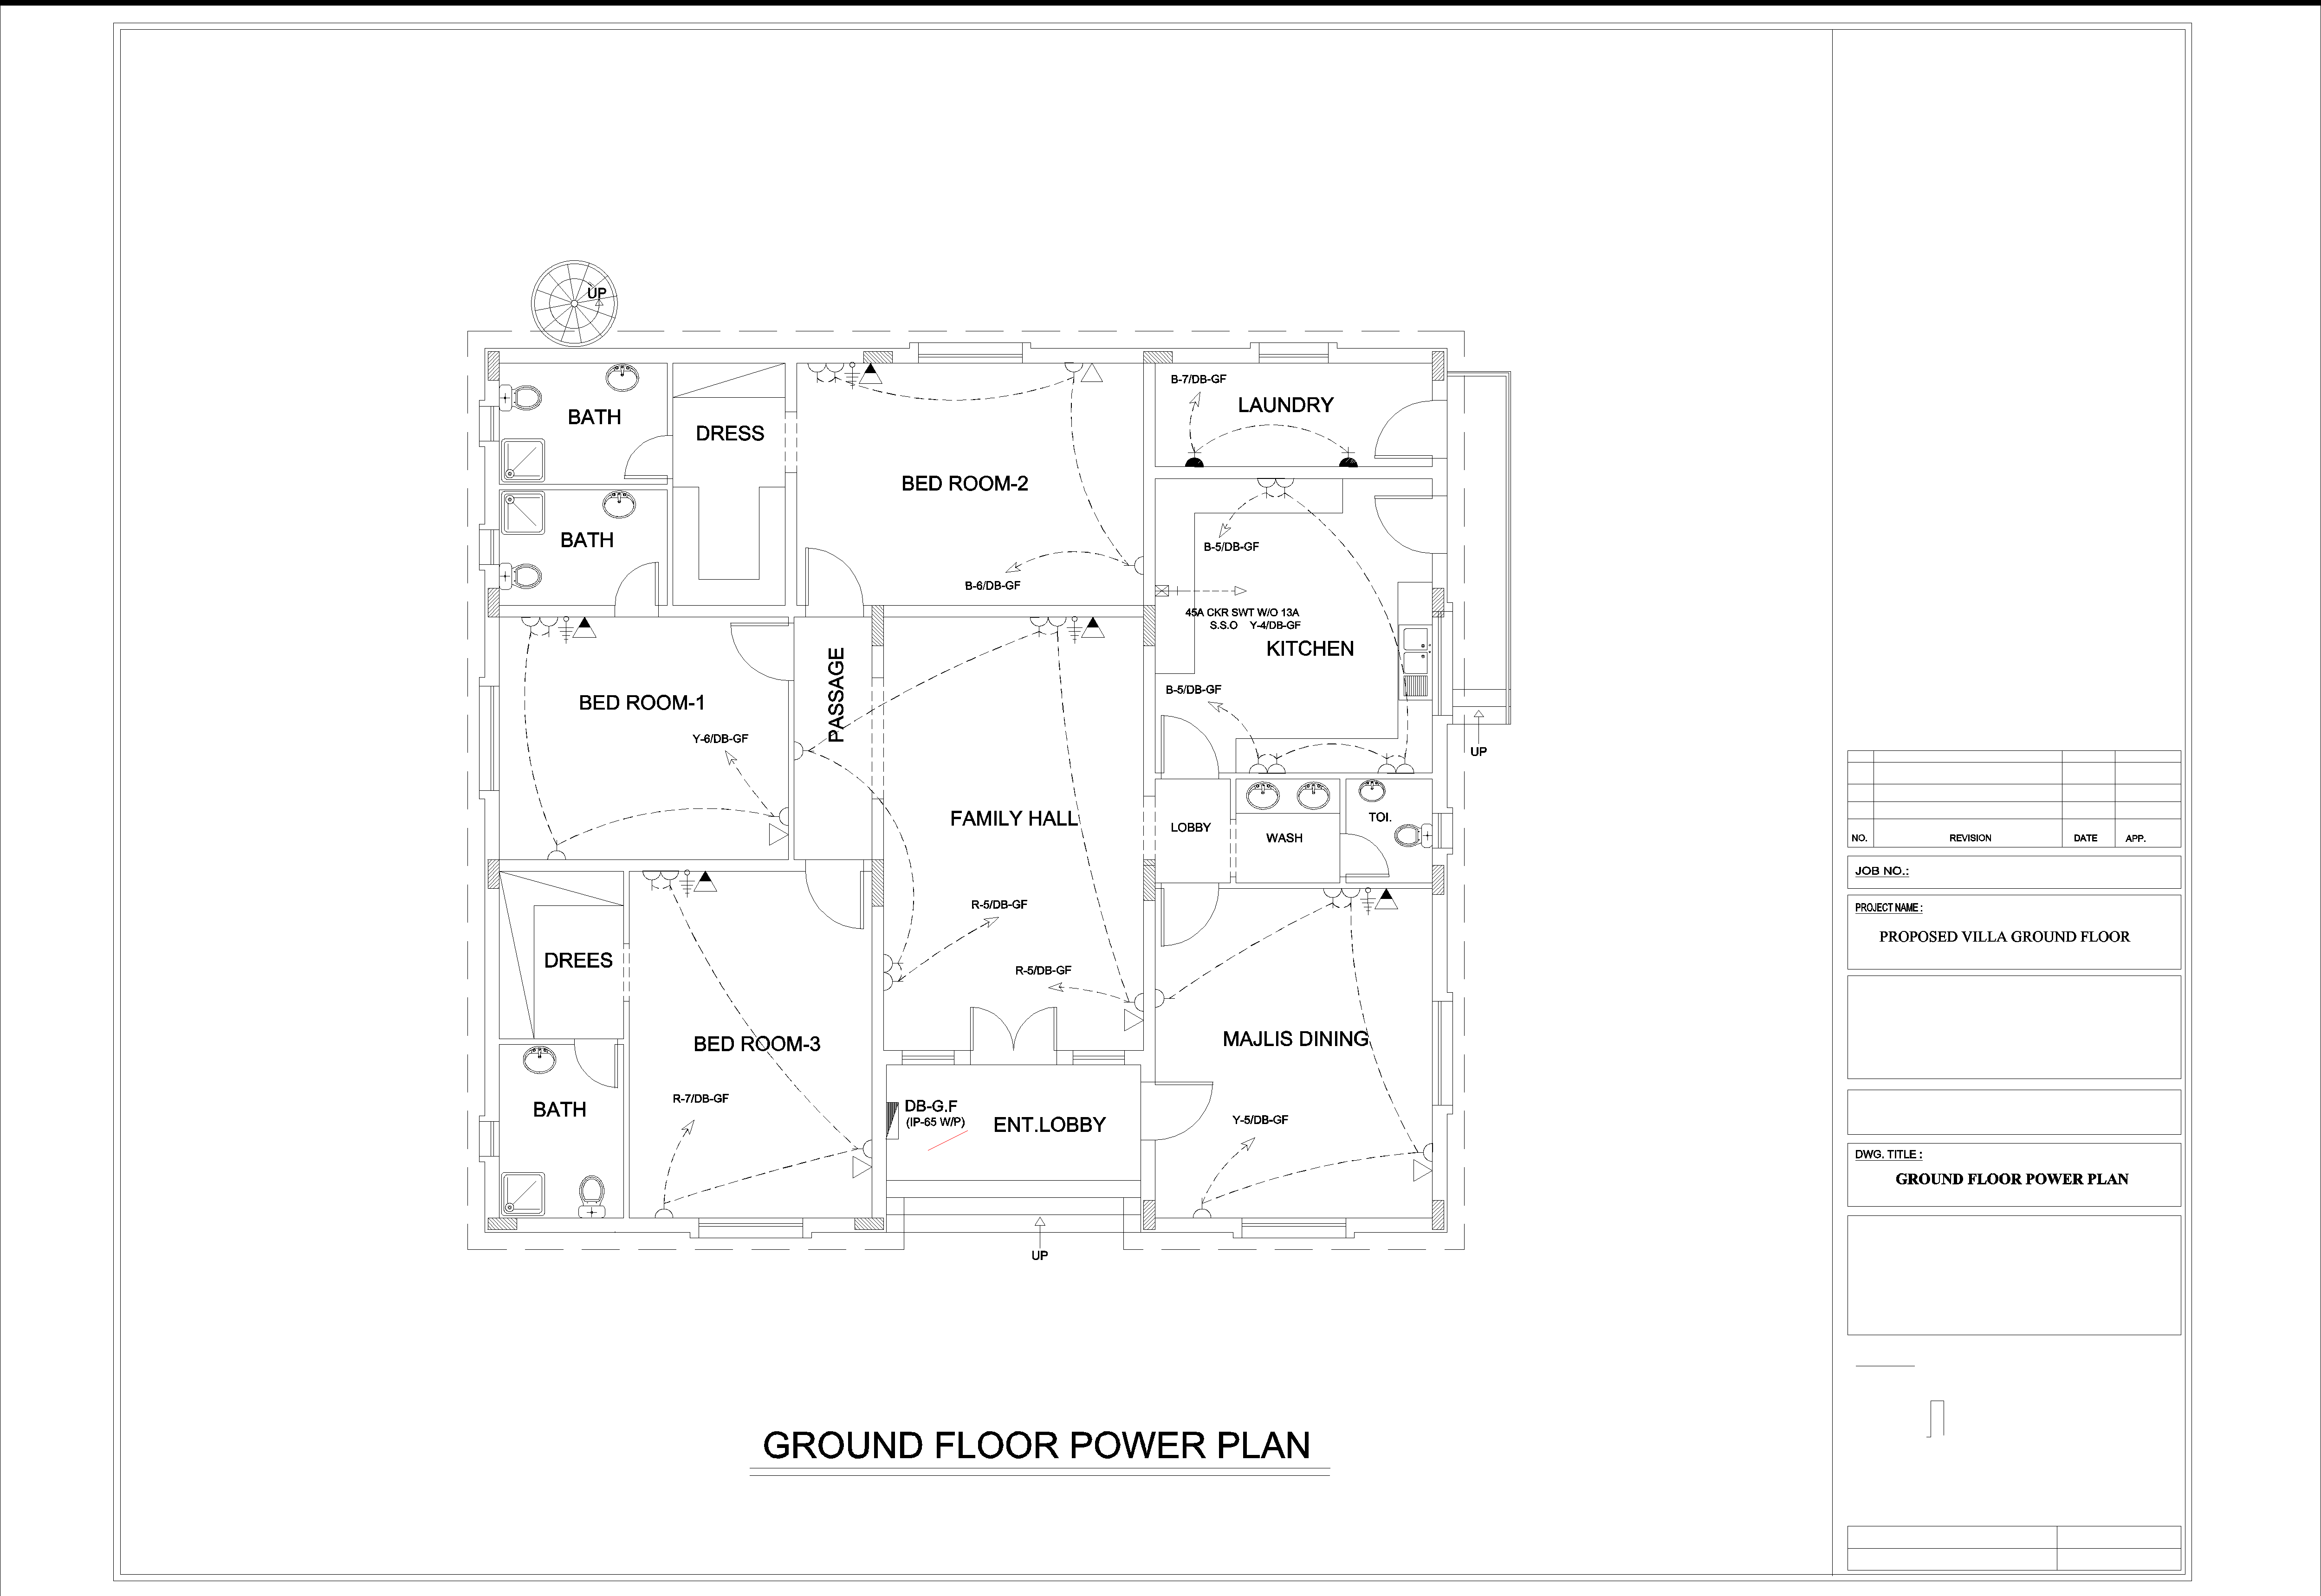 UP
BATH
DRESS
BED ROOM-2
B-7/DB-GF
LAUNDRY
BATH
B-6/DB-GF
B-5/DB-GF
45A CKR SWT W/O 13A
S.S.O Y-4/DB-GF
KITCHEN
BED ROOM-1
Y-6/DB-GF
PASSAGE
B-5/DB-GF
UP
FAMILY HALL
LOBBY
WASH
TOI.
R-5/DB-GF
R-5/DB-GF
DREES
BED ROOM-3
MAJLIS DINING
BATH
R-7/DB-GF
DB-G.F
(IP-65 W/P)
ENT.LOBBY
Y-5/DB-GF
UP
GROUND FLOOR POWER PLAN
NO. REVISION DATE APP.
JOB NO.:
PROJECT NAME :
PROPOSED VILLA GROUND FLOOR
DWG. TITLE :
GROUND FLOOR POWER PLAN